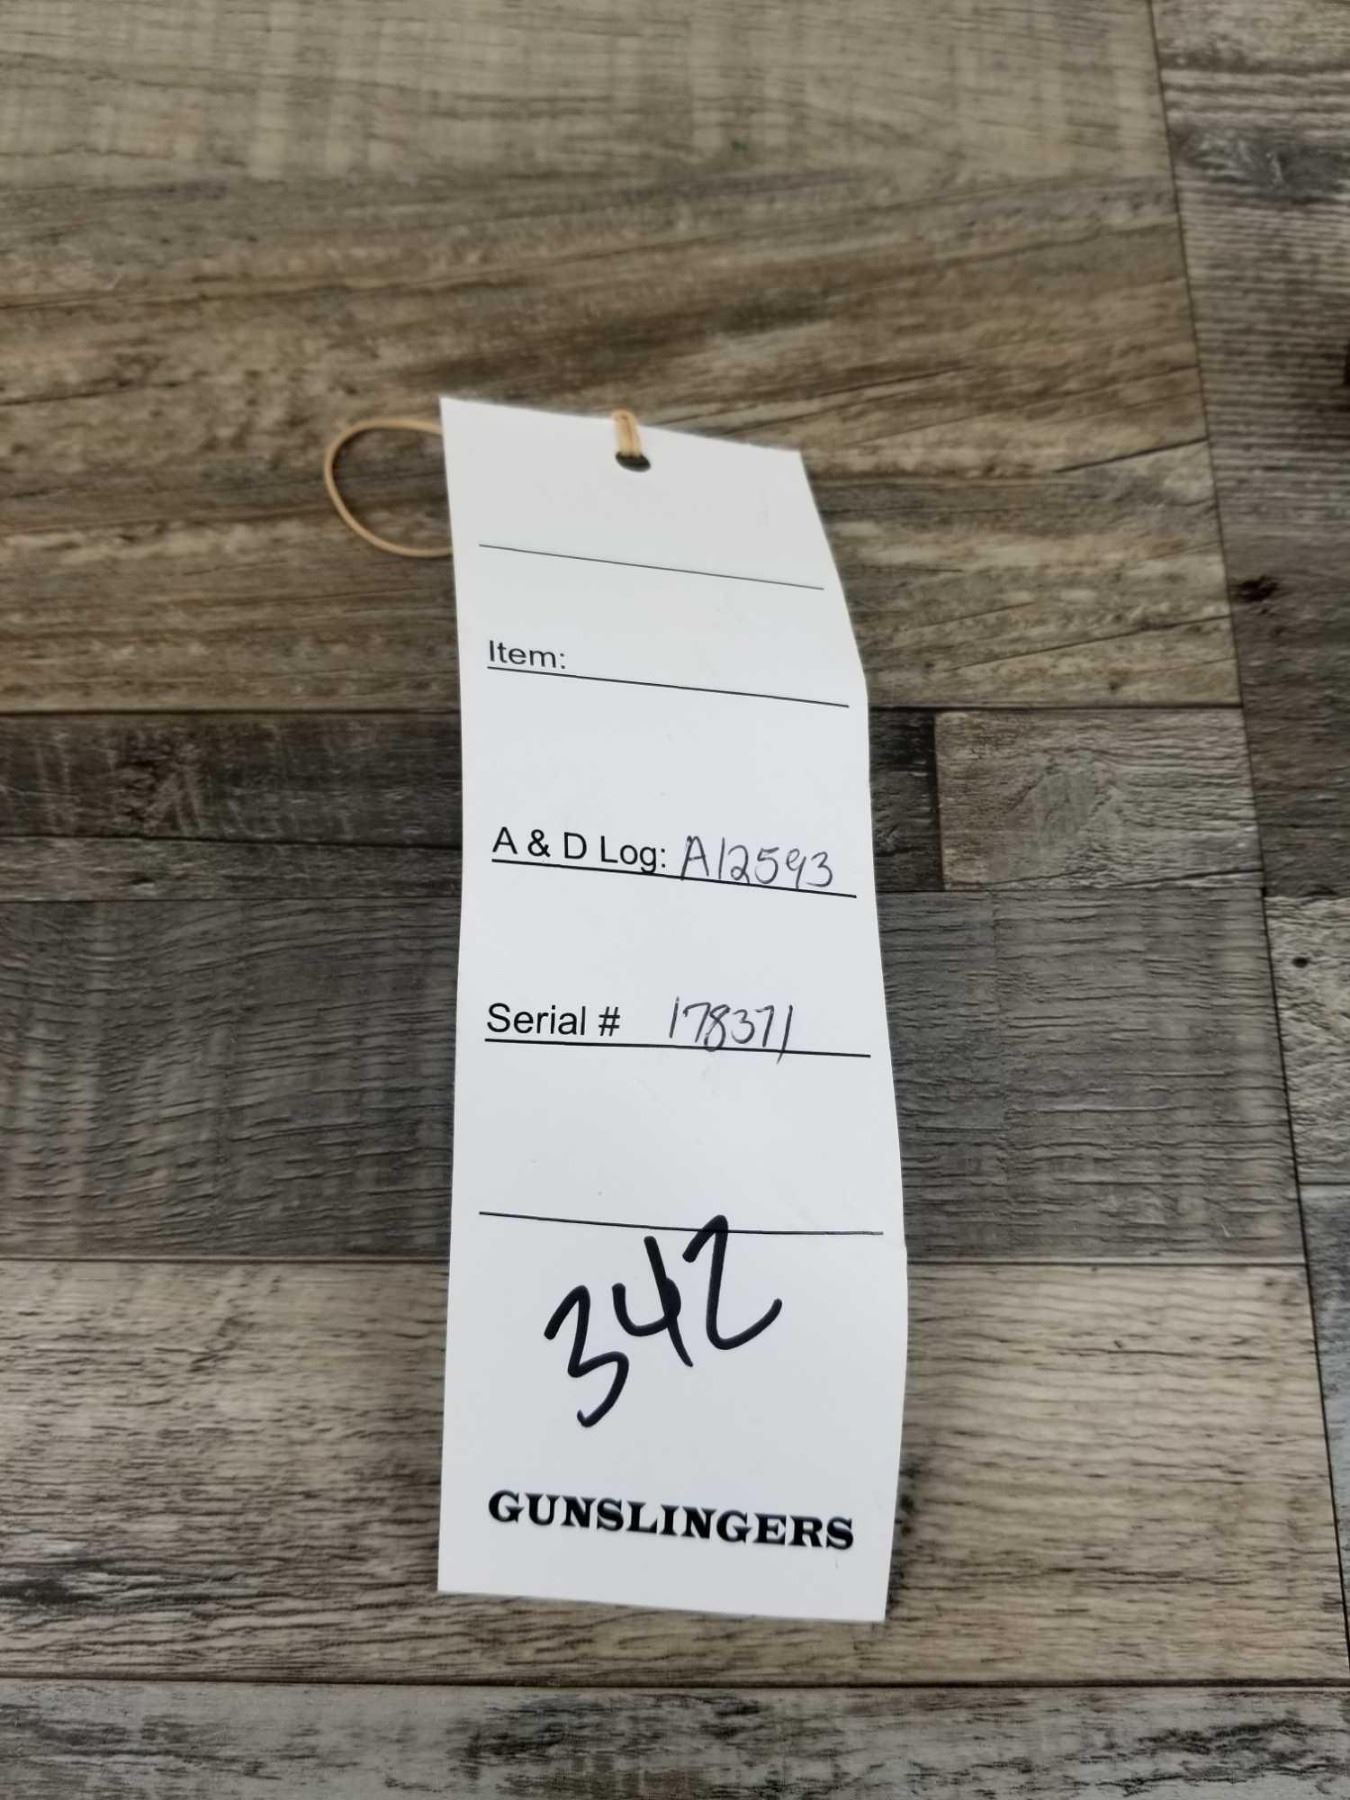 Item:
A & D Log: A12593
Serial # 178371
342
GUNSLINGERS